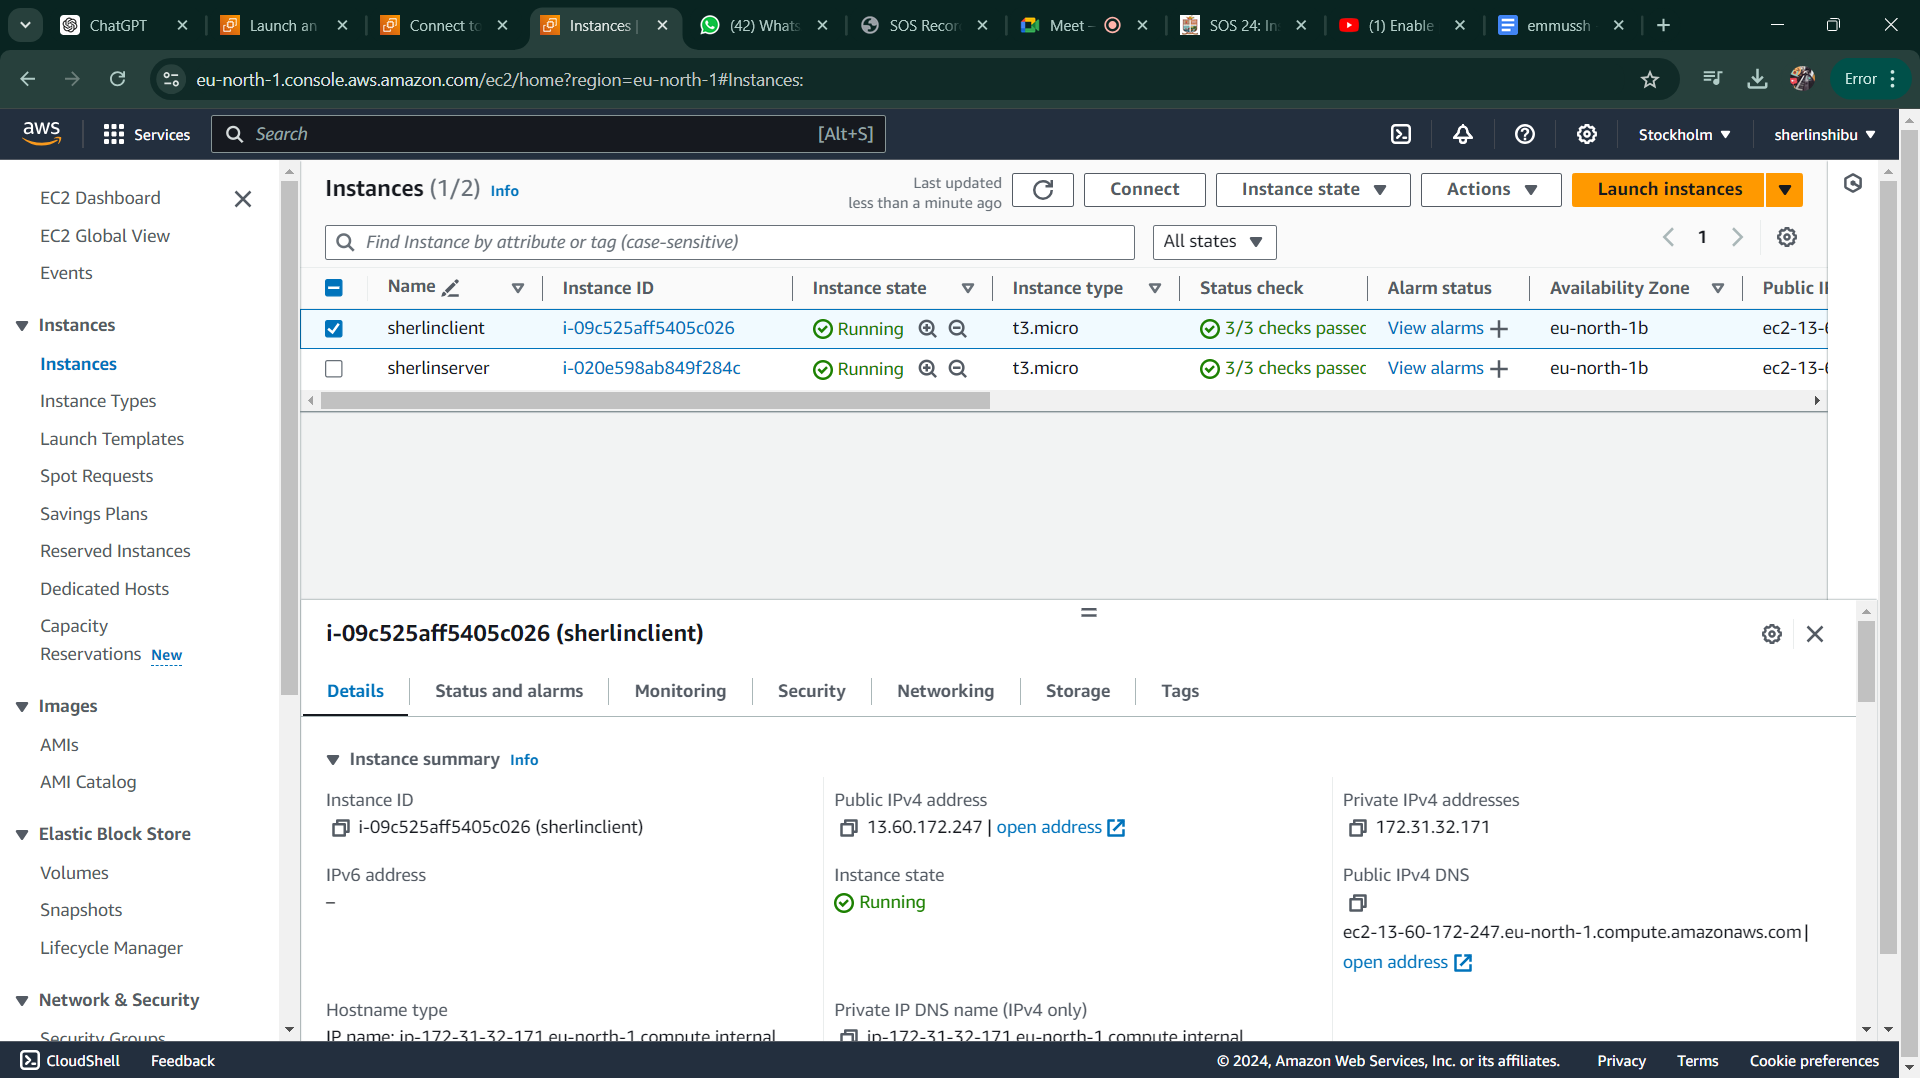 ChatGPT
Launch an
Connect to
Instances |
(42) Whats
SOS Recor
Meet -
SOS 24: In
(1) Enable
emmussh
eu-north-1.console.aws.amazon.com/ec2/home?region=eu-north-1#Instances:
Error
aws
Services
Search
[Alt+S]
Stockholm
sherlinshibu
EC2 Dashboard
EC2 Global View
Events
Instances
Instances
Instance Types
Launch Templates
Spot Requests
Savings Plans
Reserved Instances
Dedicated Hosts
Capacity
Reservations New
Images
AMIs
AMI Catalog
Elastic Block Store
Volumes
Snapshots
Lifecycle Manager
Network & Security
Security Groups
Instances (1/2) Info
Last updated
less than a minute ago
Connect
Instance state
Actions
Launch instances
Find Instance by attribute or tag (case-sensitive)
All states
1
Name
Instance ID
Instance state
Instance type
Status check
Alarm status
Availability Zone
Public I
sherlinclient i-09c525aff5405c026 Running t3.micro 3/3 checks passed View alarms eu-north-1b ec2-13-6
sherlinserver i-020e598ab849f284c Running t3.micro 3/3 checks passed View alarms eu-north-1b ec2-13-6
i-09c525aff5405c026 (sherlinclient)
Details
Status and alarms
Monitoring
Security
Networking
Storage
Tags
Instance summary Info
Instance ID
i-09c525aff5405c026 (sherlinclient)
Public IPv4 address
13.60.172.247 | open address
Private IPv4 addresses
172.31.32.171
IPv6 address
–
Instance state
Running
Public IPv4 DNS
ec2-13-60-172-247.eu-north-1.compute.amazonaws.com |
open address
Hostname type
IP name: ip-172-31-32-171.eu-north-1.compute.internal
Private IP DNS name (IPv4 only)
ip-172-31-32-171.eu-north-1.compute.internal
CloudShell
Feedback
© 2024, Amazon Web Services, Inc. or its affiliates.
Privacy
Terms
Cookie preferences